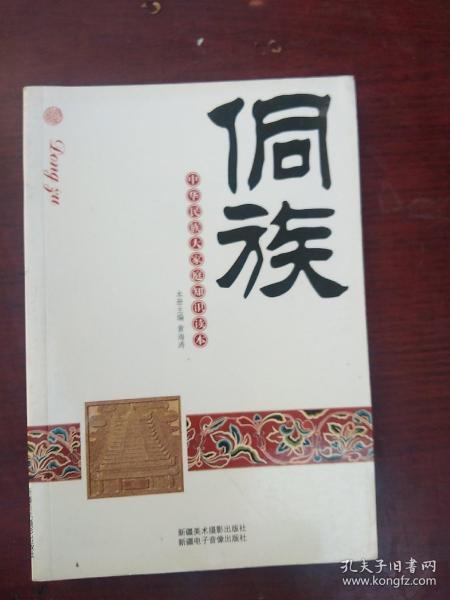 侗族
Dong zu
中华民族大家庭知识读本
本册主编 黄海涛
新疆美术摄影出版社
新疆电子音像出版社
孔夫子旧书网
www.kongfz.com